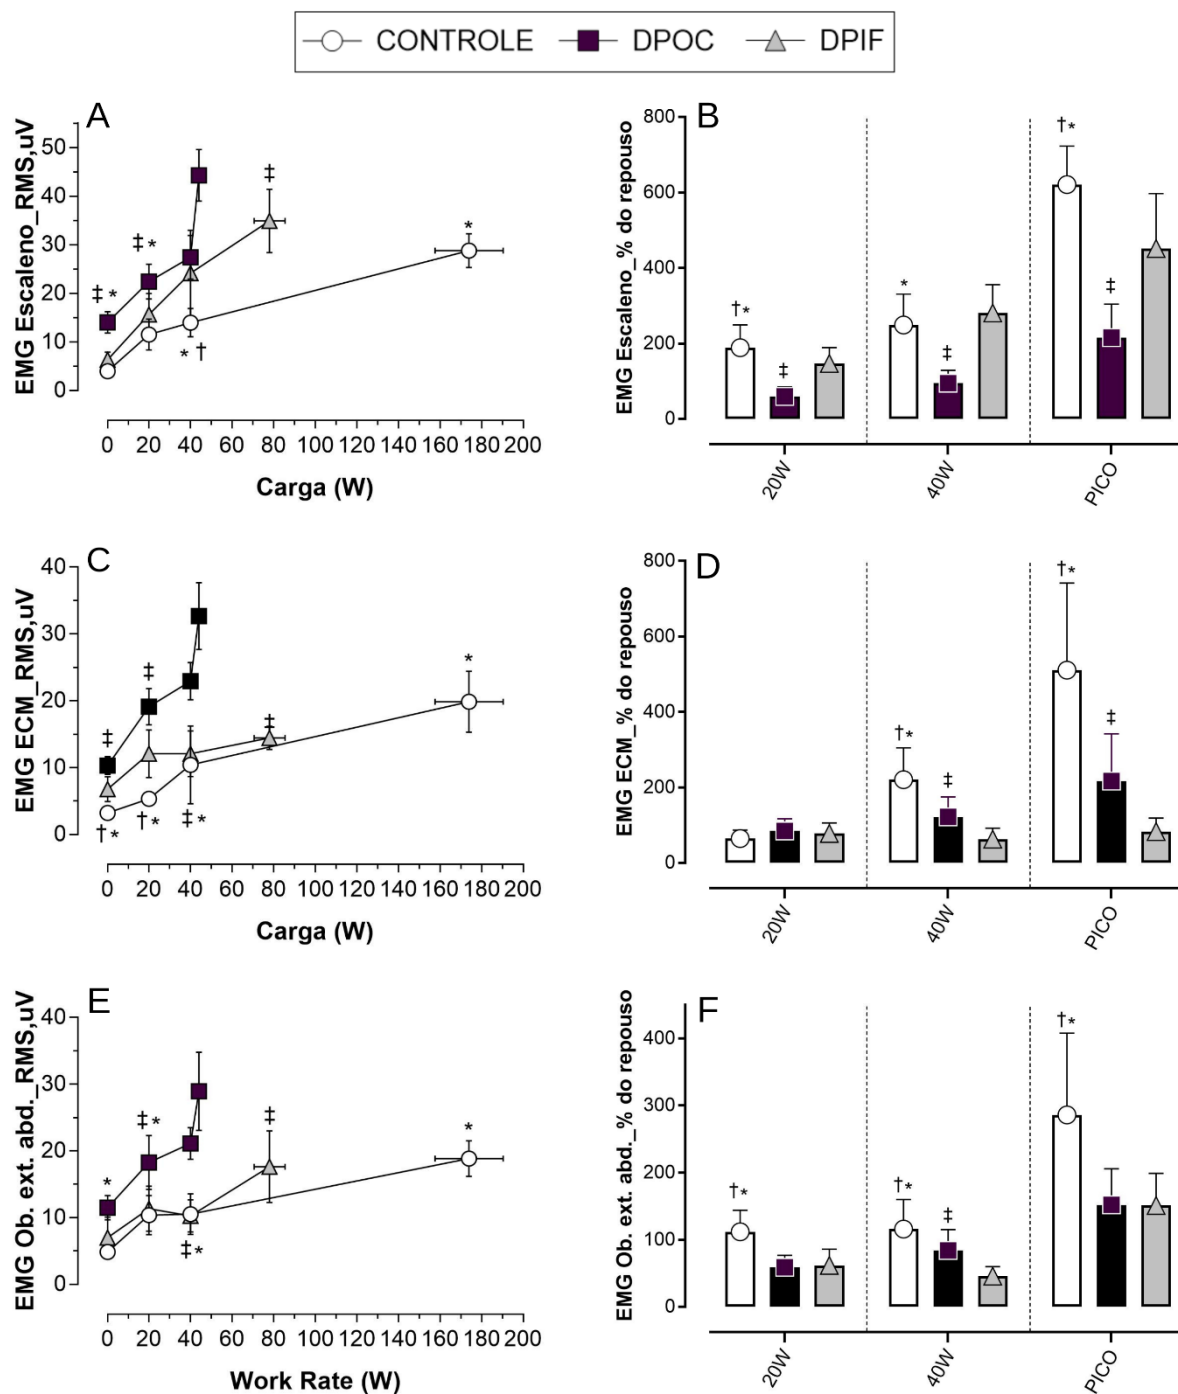 CONTROLE DPOC DPIF
A
EMG Escaleno_RMS,uV
50
40
30
20
10
0
‡ * ‡ * ‡ * * †
0 20 40 60 80 100 120 140 160 180 200
Carga (W)
B
EMG Escaleno_% do repouso
800
600
400
200
0
†* ‡ * ‡ †* ‡
20W 40W PICO
C
EMG ECM_RMS,uV
40
30
20
10
0
‡ ‡ ‡ * †* †* ‡*
0 20 40 60 80 100 120 140 160 180 200
Carga (W)
D
EMG ECM_% do repouso
800
600
400
200
0
†* ‡ †* ‡
20W 40W PICO
E
EMG Ob. ext. abd._RMS,uV
40
30
20
10
0
* ‡* ‡ * ‡*
0 20 40 60 80 100 120 140 160 180 200
Work Rate (W)
F
EMG Ob. ext. abd._% do repouso
400
300
200
100
0
†* †* ‡ †*
20W 40W PICO